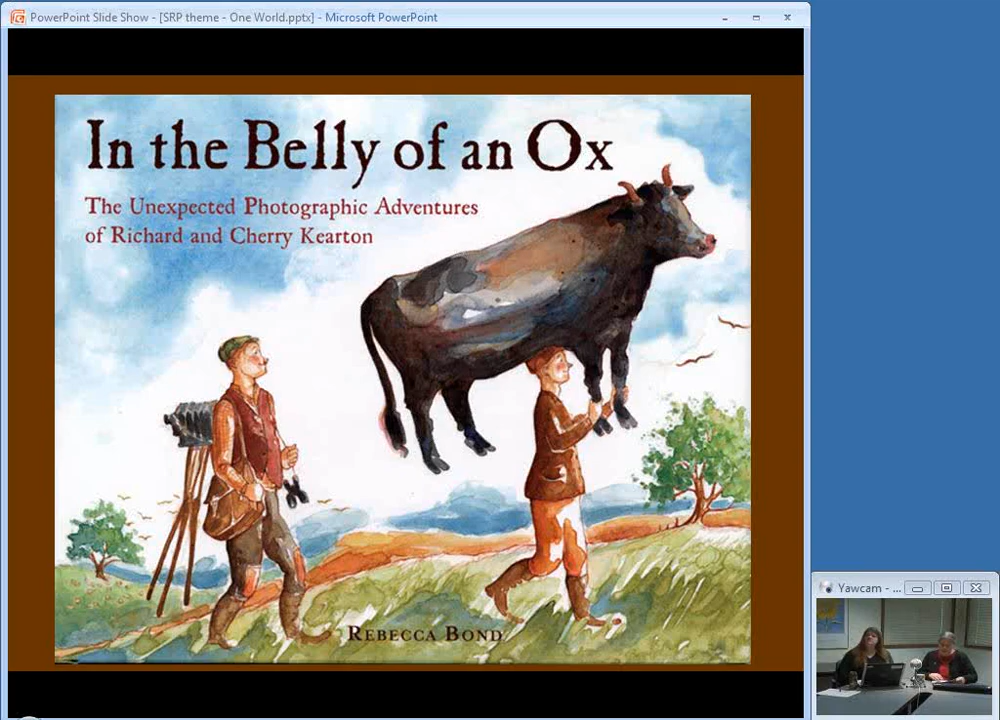 PowerPoint Slide Show - [SRP theme - One World.pptx] - Microsoft PowerPoint
In the Belly of an Ox
The Unexpected Photographic Adventures
of Richard and Cherry Kearton
Rebecca Bond
Yawcam - ...